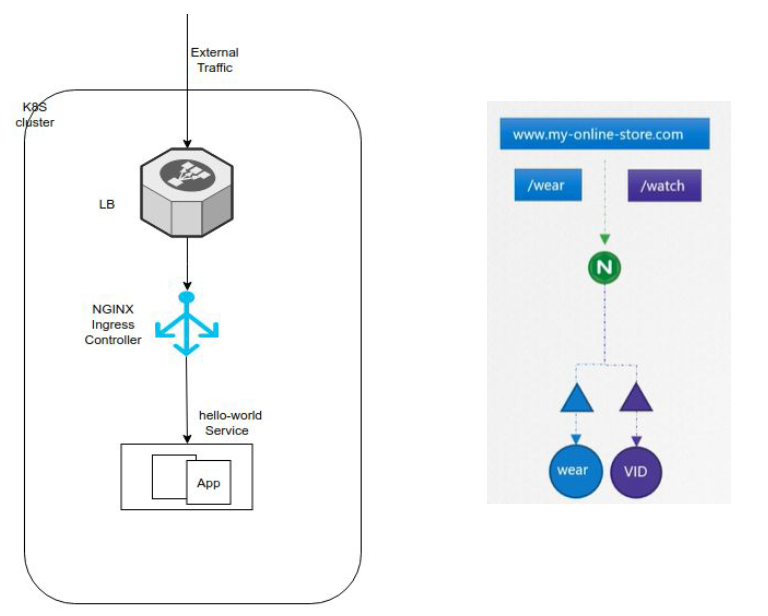 External
Traffic
K8S
cluster
LB
NGINX
Ingress
Controller
hello-world
Service
App
www.my-online-store.com
/wear
/watch
N
wear
VID